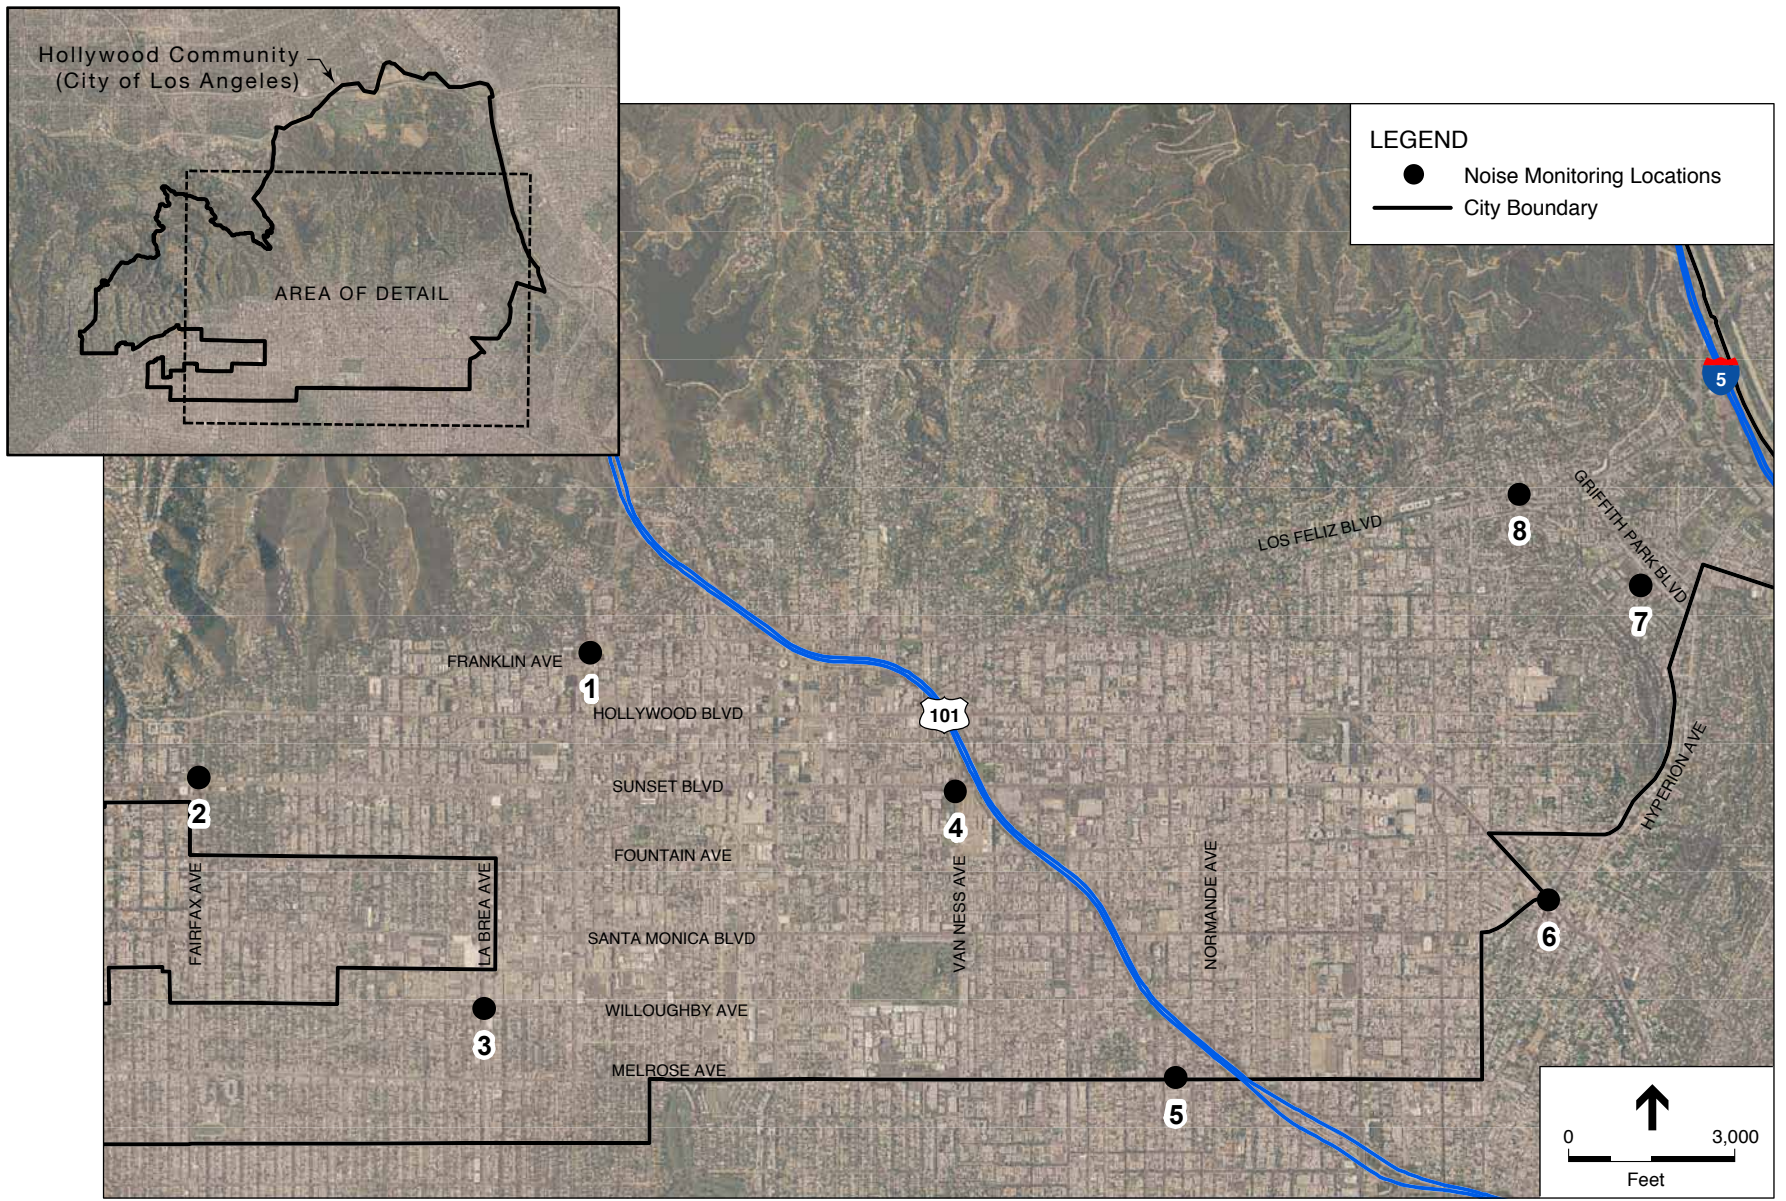 Hollywood Community
(City of Los Angeles)
AREA OF DETAIL
LEGEND
Noise Monitoring Locations
City Boundary
5
8
GRIFFITH PARK BLVD
LOS FELIZ BLVD
7
FRANKLIN AVE
1
HOLLYWOOD BLVD
101
2
SUNSET BLVD
4
HYPERION AVE
FOUNTAIN AVE
FAIRFAX AVE
LA BREA AVE
VAN NESS AVE
NORMANDE AVE
SANTA MONICA BLVD
6
WILLOUGHBY AVE
3
MELROSE AVE
5
0 3,000
Feet